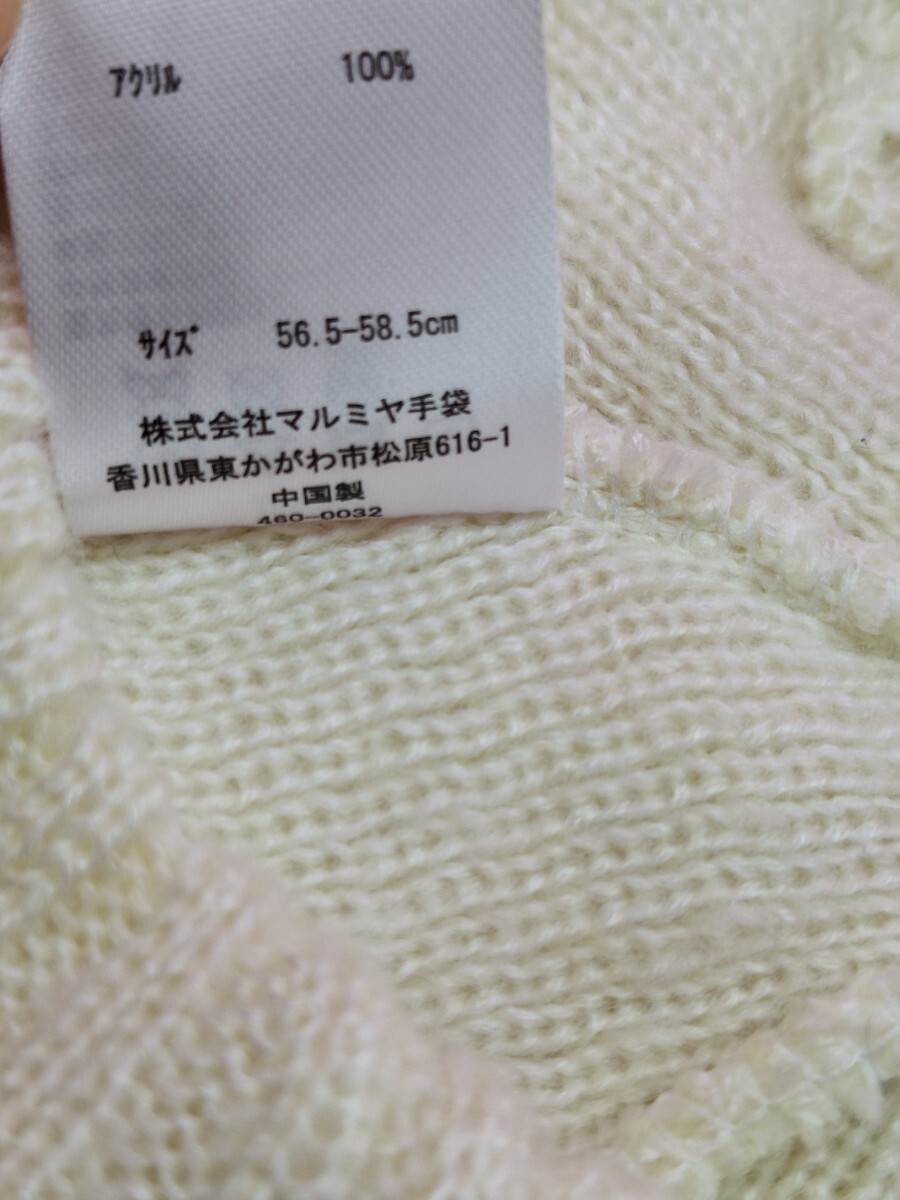 アクリル 100%
サイズ 56.5-58.5cm
株式会社マルミヤ手袋
香川県東かがわ市松原616-1
中国製
460-0032